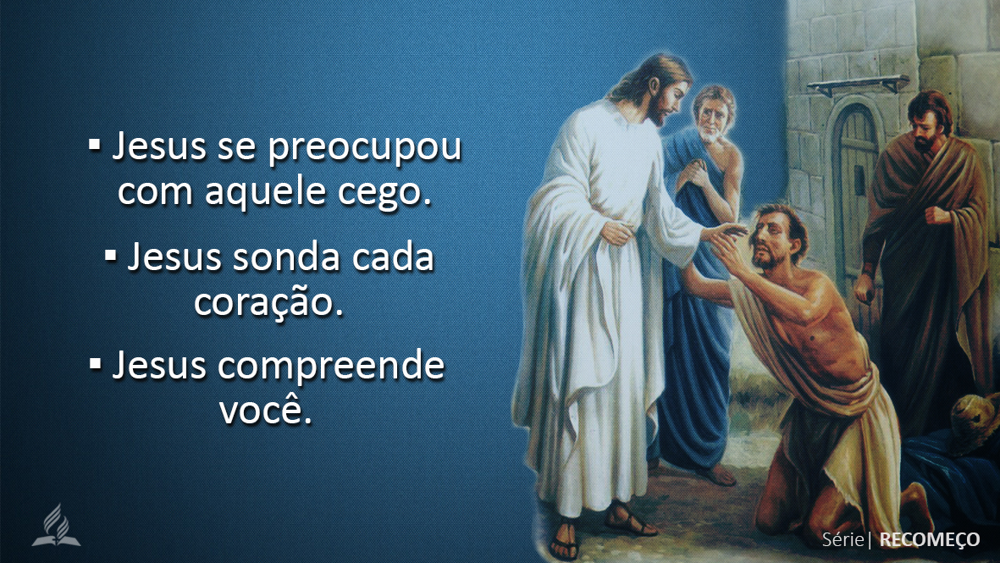 ▪ Jesus se preocupou
com aquele cego.
▪ Jesus sonda cada
coração.
▪ Jesus compreende
você.
Série| RECOMEÇO